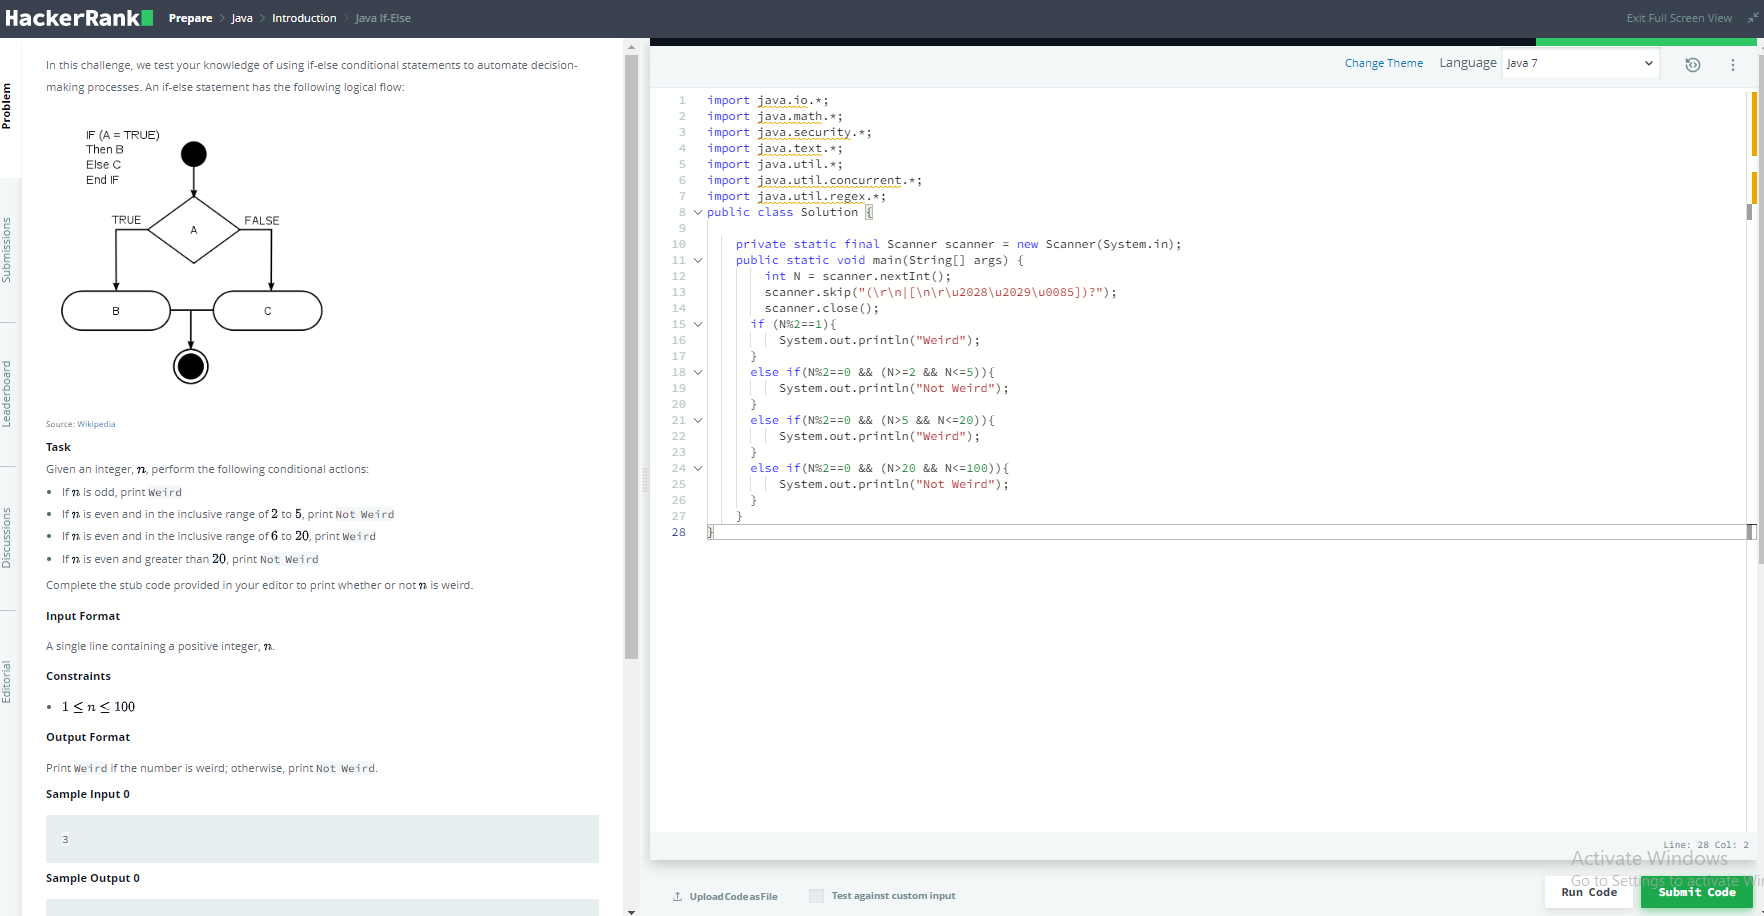 HackerRank Prepare > Java > Introduction > Java If-Else Exit Full Screen View
Problem
Submissions
Leaderboard
Discussions
Editorial
In this challenge, we test your knowledge of using if-else conditional statements to automate decision-
making processes. An if-else statement has the following logical flow:
IF (A = TRUE)
Then B
Else C
End IF
TRUE
FALSE
A
B
C
Source: Wikipedia
Task
Given an integer, n, perform the following conditional actions:
• If n is odd, print Weird
• If n is even and in the inclusive range of 2 to 5, print Not Weird
• If n is even and in the inclusive range of 6 to 20, print Weird
• If n is even and greater than 20, print Not Weird
Complete the stub code provided in your editor to print whether or not n is weird.
Input Format
A single line containing a positive integer, n.
Constraints
• 1 ≤ n ≤ 100
Output Format
Print Weird if the number is weird; otherwise, print Not Weird.
Sample Input 0
3
Sample Output 0
Change Theme Language Java 7
1 import java.io.*;
2 import java.math.*;
3 import java.security.*;
4 import java.text.*;
5 import java.util.*;
6 import java.util.concurrent.*;
7 import java.util.regex.*;
8 public class Solution {
9
10 private static final Scanner scanner = new Scanner(System.in);
11 public static void main(String[] args) {
12 int N = scanner.nextInt();
13 scanner.skip("(\r\n|[\n\r\u2028\u2029\u0085])?");
14 scanner.close();
15 if (N%2==1){
16 System.out.println("Weird");
17 }
18 else if(N%2==0 && (N>=2 && N<=5)){
19 System.out.println("Not Weird");
20 }
21 else if(N%2==0 && (N>5 && N<=20)){
22 System.out.println("Weird");
23 }
24 else if(N%2==0 && (N>20 && N<=100)){
25 System.out.println("Not Weird");
26 }
27 }
28 }
Line: 28 Col: 2
Activate Windows
Go to Settings to activate Wi
Upload Code as File Test against custom input Run Code Submit Code